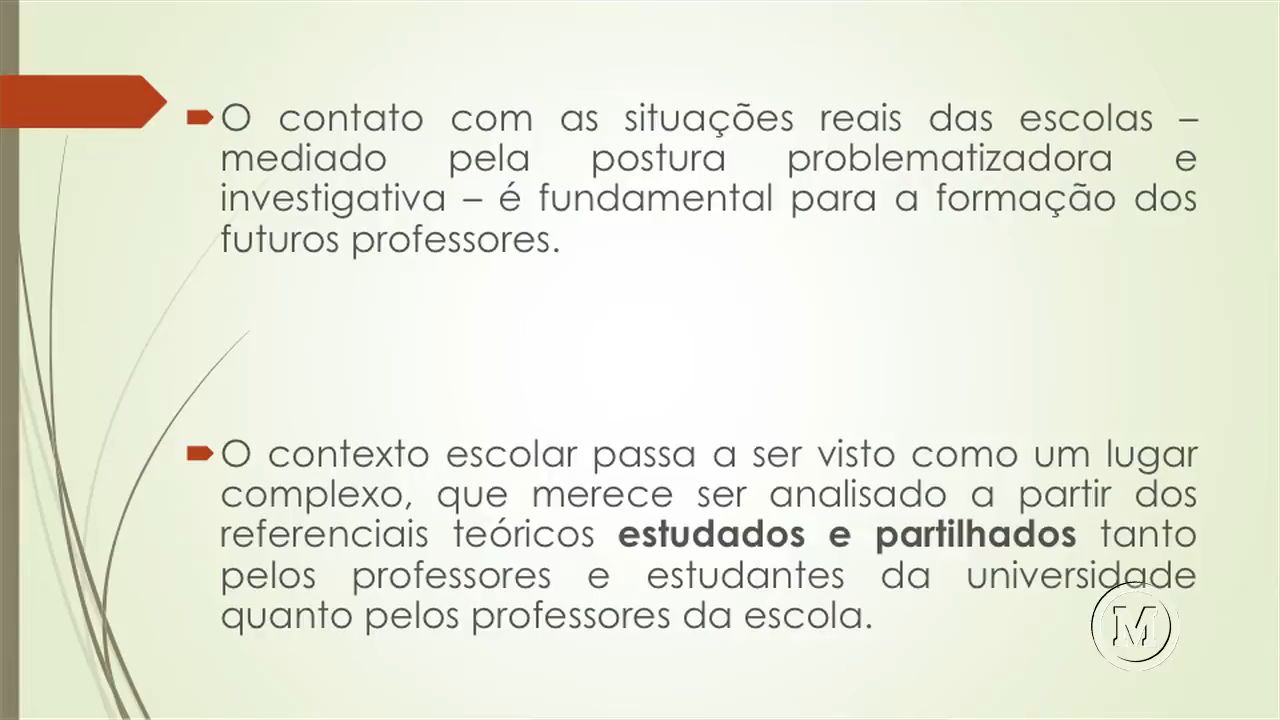 O contato com as situações reais das escolas –
mediado pela postura problematizadora e
investigativa – é fundamental para a formação dos
futuros professores.
O contexto escolar passa a ser visto como um lugar
complexo, que merece ser analisado a partir dos
referenciais teóricos estudados e partilhados tanto
pelos professores e estudantes da universidade
quanto pelos professores da escola.
M